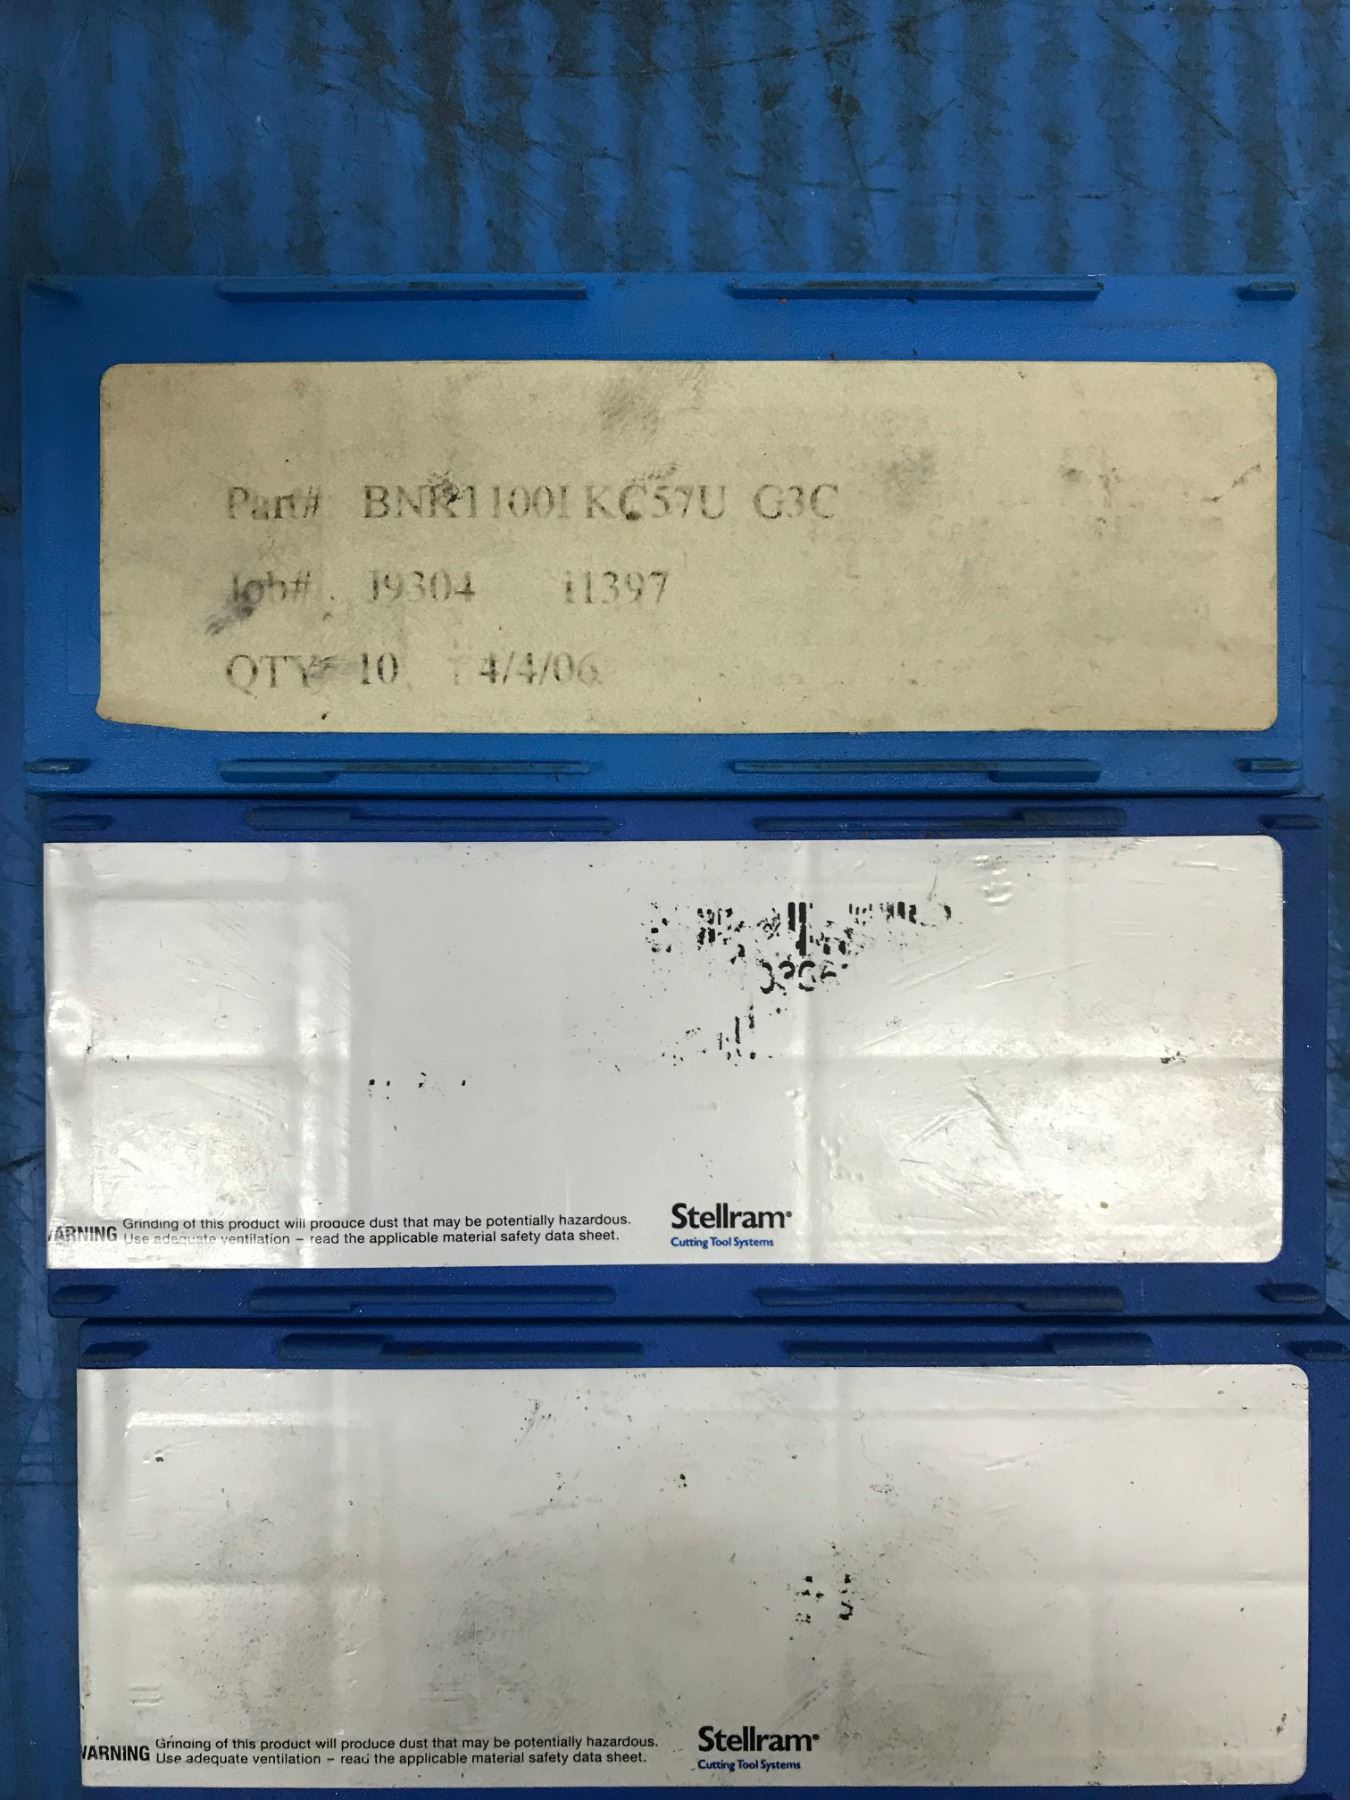 Part# BNR1100I KC57U G3C
Job# J9304 11397
QTY 10 4/4/06
WARNING Grinding of this product will produce dust that may be potentially hazardous.
Use adequate ventilation – read the applicable material safety data sheet.
Stellram
Cutting Tool Systems
WARNING Grinding of this product will produce dust that may be potentially hazardous.
Use adequate ventilation – read the applicable material safety data sheet.
Stellram
Cutting Tool Systems